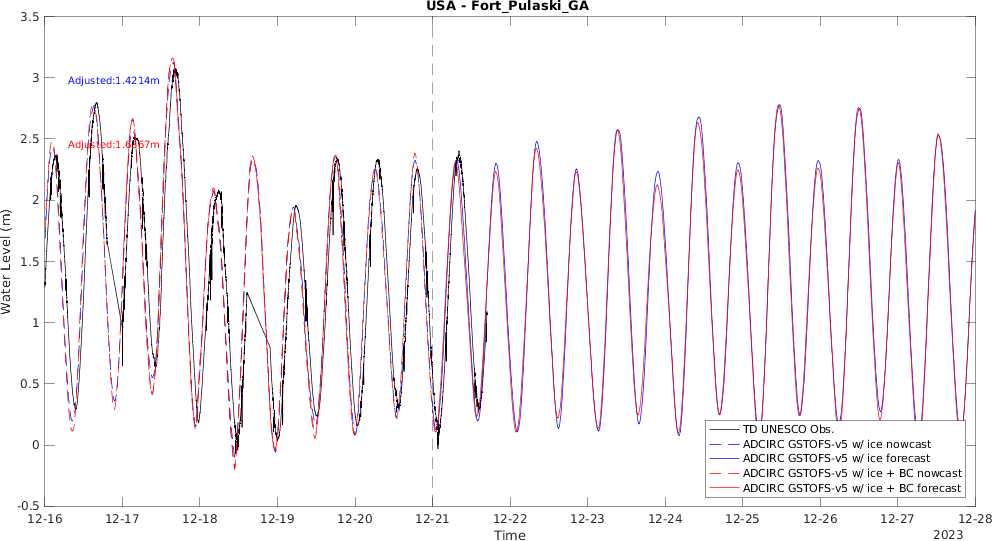 USA - Fort_Pulaski_GA
3.5
3
2.5
2
1.5
1
0.5
0
-0.5
Water Level (m)
Adjusted:1.4214m
TD UNESCO Obs.
ADCIRC GSTOFS-v5 w/ ice nowcast
ADCIRC GSTOFS-v5 w/ ice forecast
ADCIRC GSTOFS-v5 w/ ice + BC nowcast
ADCIRC GSTOFS-v5 w/ ice + BC forecast
12-16 12-17 12-18 12-19 12-20 12-21 12-22 12-23 12-24 12-25 12-26 12-27 12-28
Time
2023